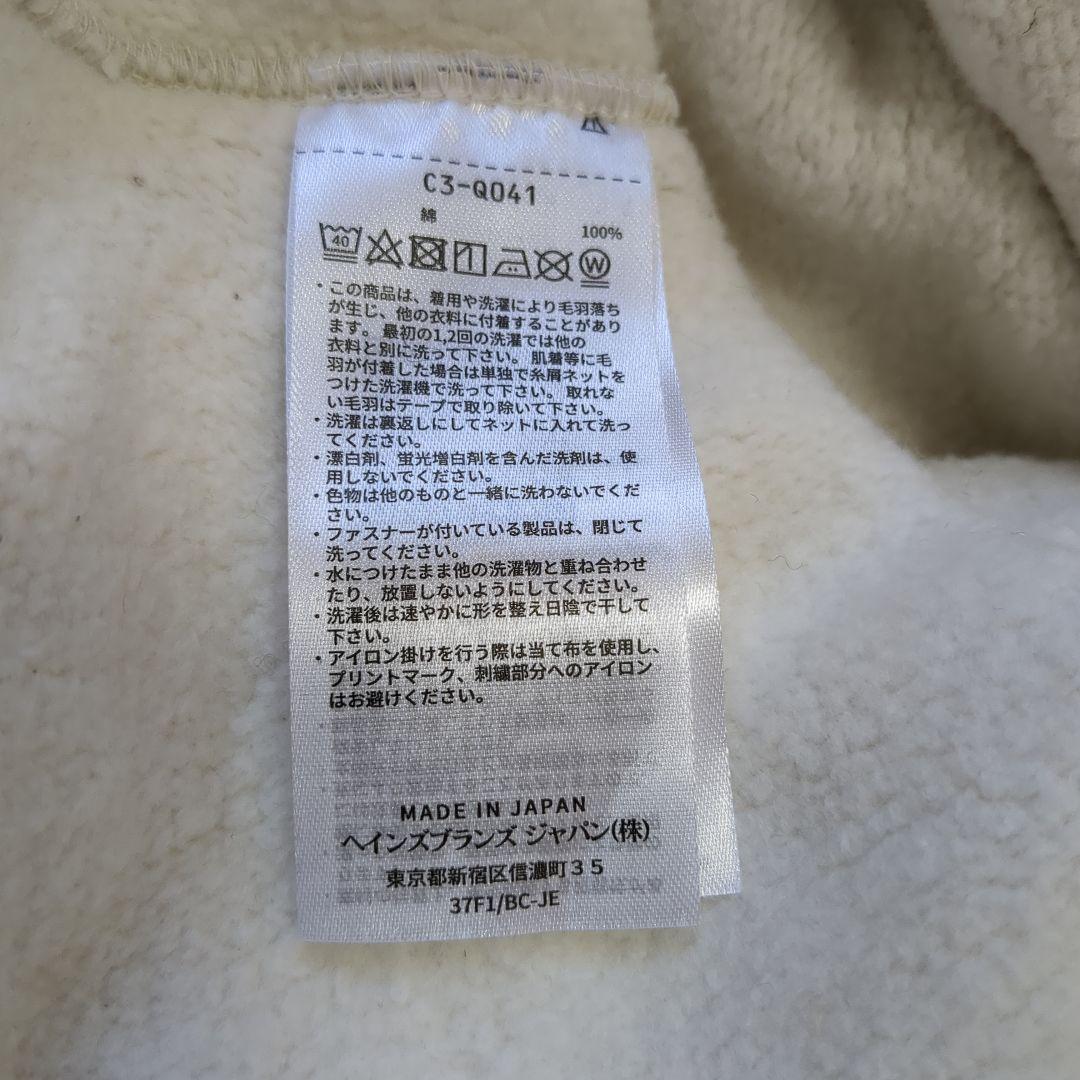 C3-Q041
綿
100%
40
W
・この商品は、着用や洗濯により毛羽落ち
が生じ、他の衣料に付着することがあり
ます。最初の1,2回の洗濯では他の
衣料と別に洗って下さい。肌着等に毛
羽が付着した場合は単独で糸屑ネットを
つけた洗濯機で洗って下さい。取れな
い毛羽はテープで取り除いて下さい。
・洗濯は裏返しにしてネットに入れて洗っ
てください。
・漂白剤、蛍光増白剤を含んだ洗剤は、使
用しないでください。
・色物は他のものと一緒に洗わないでくだ
さい。
・ファスナーが付いている製品は、閉じて
洗ってください。
・水につけたまま他の洗濯物と重ね合わせ
たり、放置しないようにしてください。
・洗濯後は速やかに形を整え日陰で干して
下さい。
・アイロン掛けを行う際は当て布を使用し、
プリントマーク、刺繍部分へのアイロン
はお避けください。
MADE IN JAPAN
ヘインズブランズ ジャパン(株)
東京都新宿区信濃町35
37F1/BC-JE